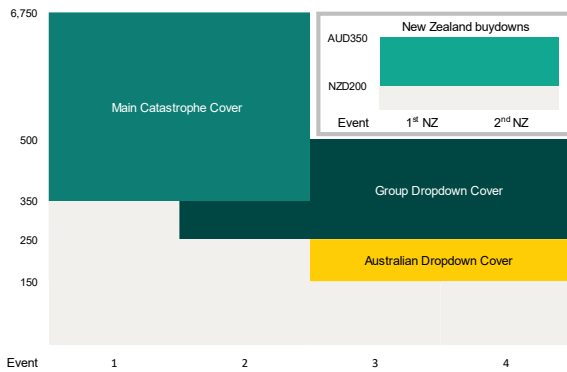 6,750
New Zealand buydowns
AUD350
NZD200
Event 1st NZ 2nd NZ
Main Catastrophe Cover
500
Group Dropdown Cover
350
250
Australian Dropdown Cover
150
Event 1 2 3 4